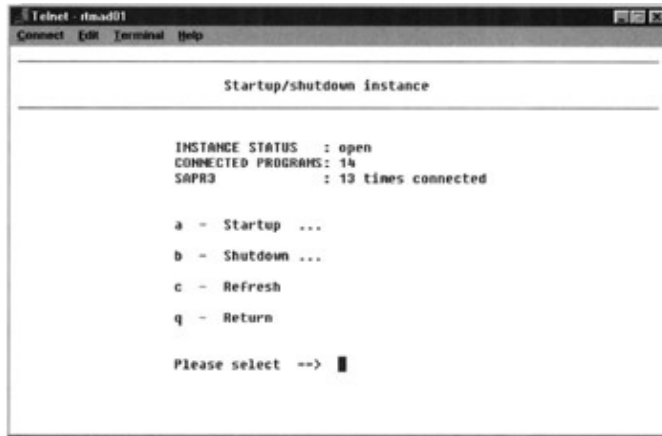 Telnet - rtmad01
Connect Edit Terminal Help
Startup/shutdown instance
INSTANCE STATUS : open
CONNECTED PROGRAMS: 14
SAPR3 : 13 times connected
a - Startup ...
b - Shutdown ...
c - Refresh
q - Return
Please select -->